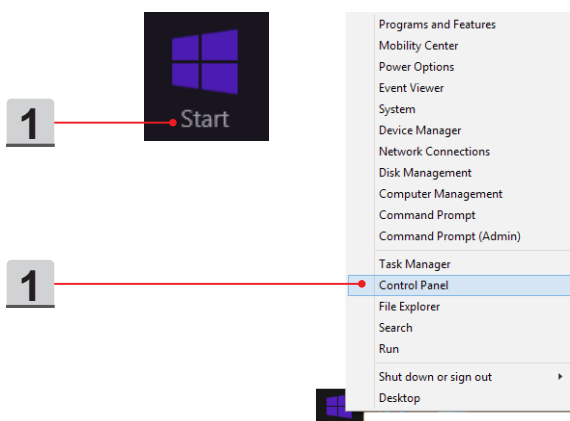 1
Start
Programs and Features
Mobility Center
Power Options
Event Viewer
System
Device Manager
Network Connections
Disk Management
Computer Management
Command Prompt
Command Prompt (Admin)
Task Manager
1
Control Panel
File Explorer
Search
Run
Shut down or sign out
Desktop